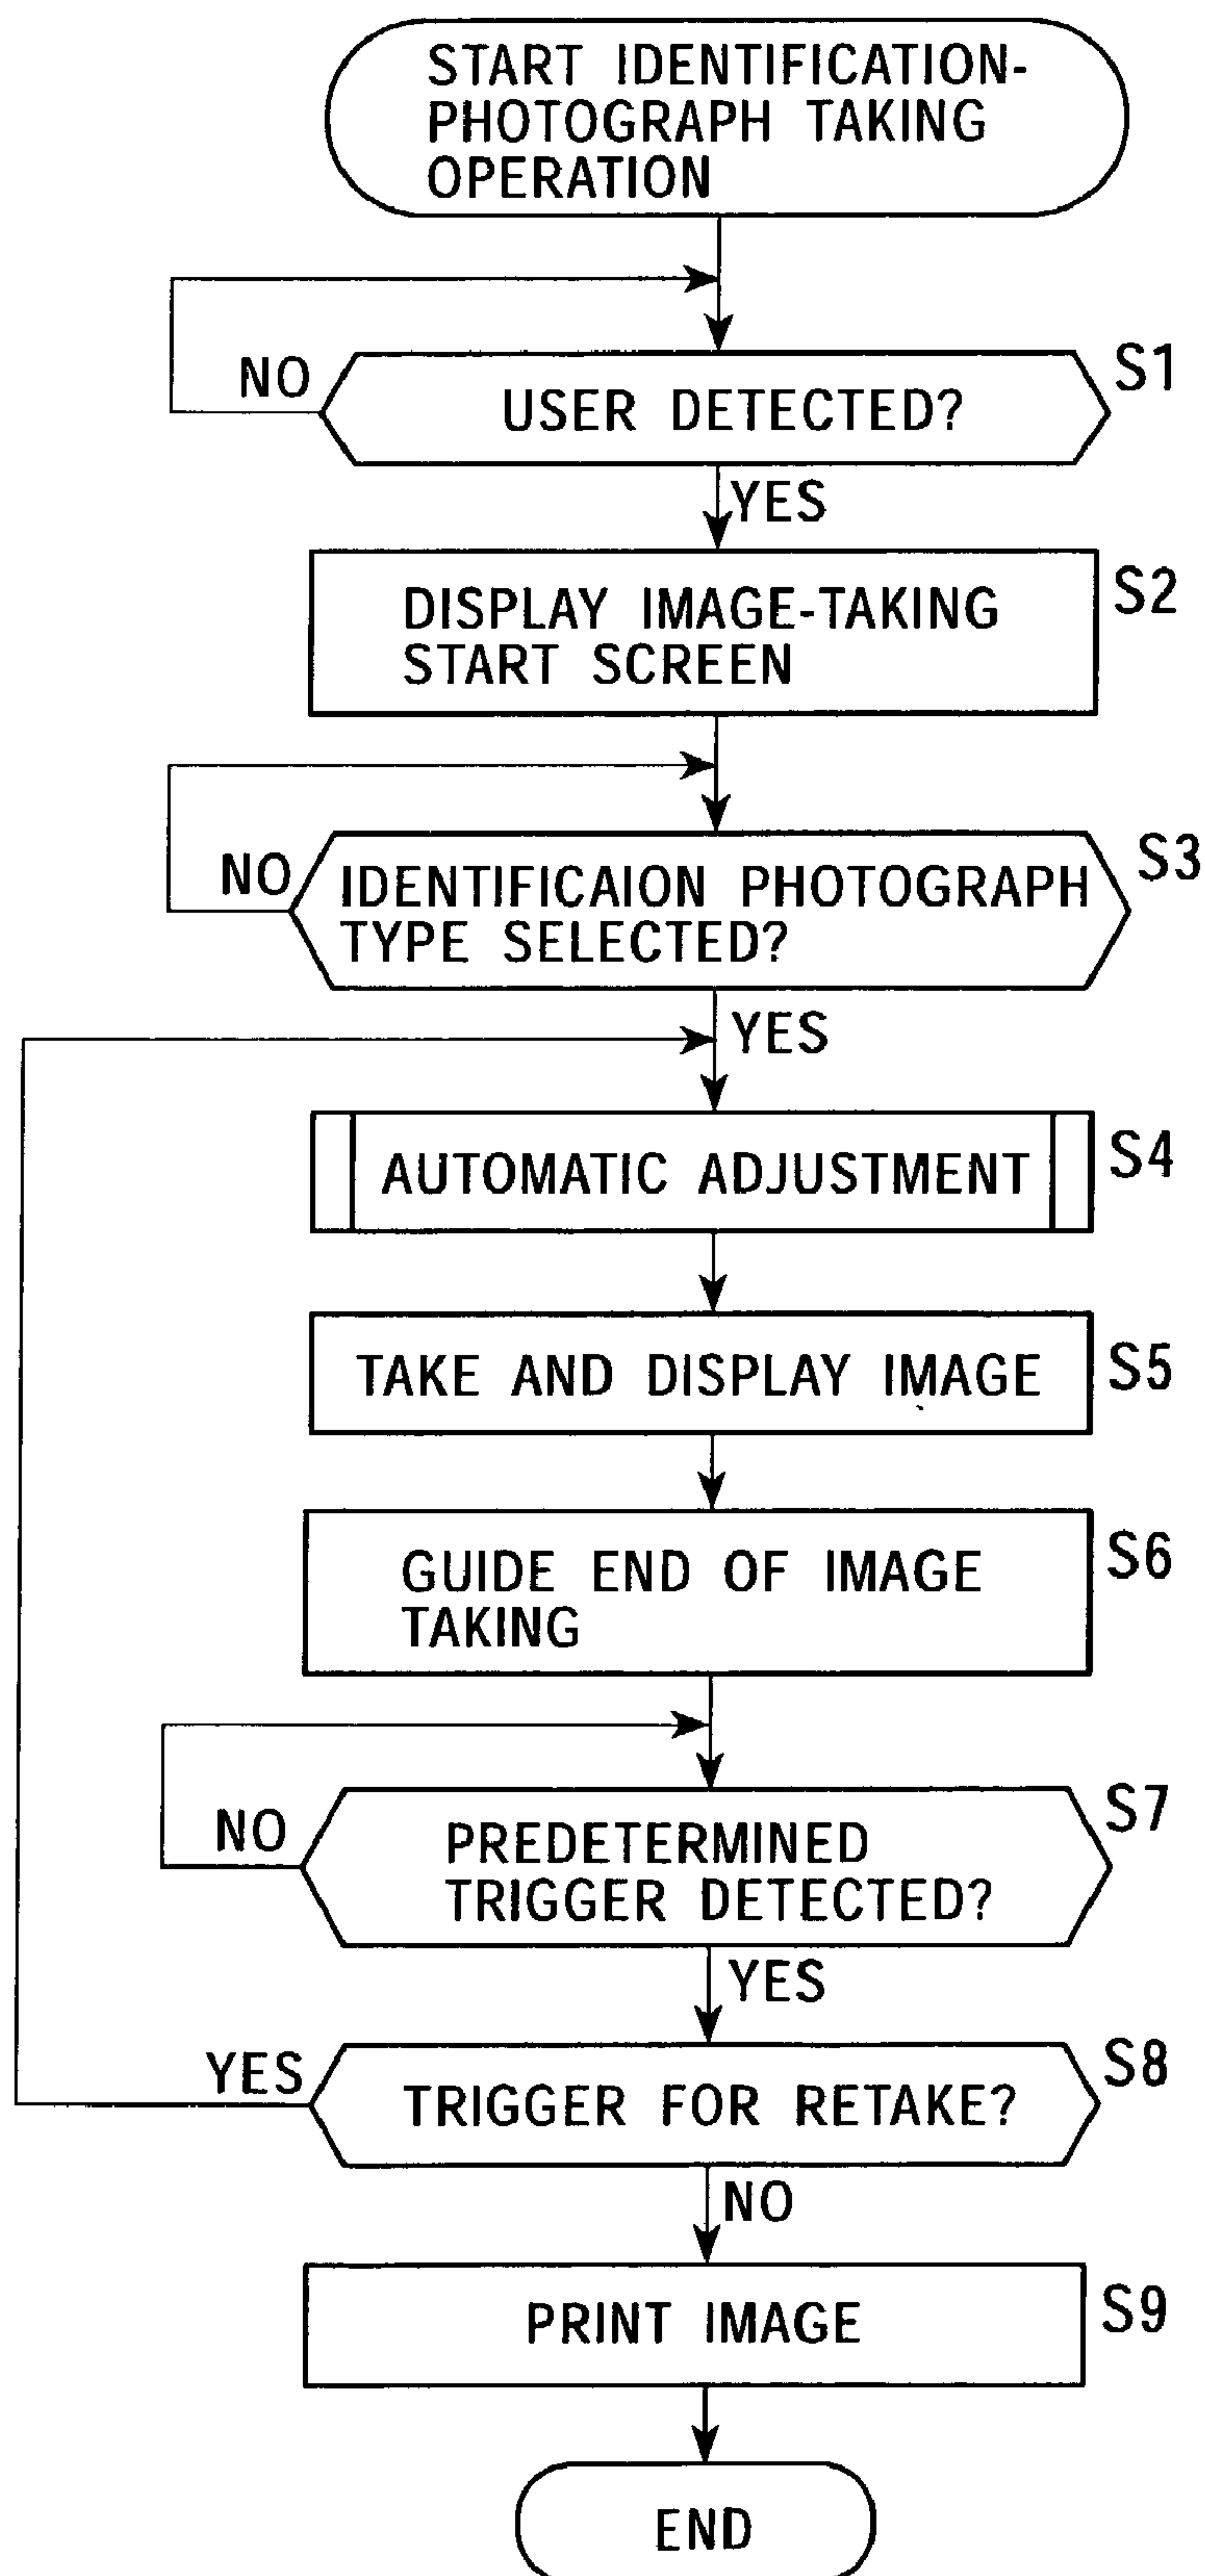 START IDENTIFICATION-
PHOTOGRAPH TAKING
OPERATION
NO
USER DETECTED?
S1
YES
DISPLAY IMAGE-TAKING
START SCREEN
S2
NO
IDENTIFICAION PHOTOGRAPH
TYPE SELECTED?
S3
YES
AUTOMATIC ADJUSTMENT
S4
TAKE AND DISPLAY IMAGE
S5
GUIDE END OF IMAGE
TAKING
S6
NO
PREDETERMINED
TRIGGER DETECTED?
S7
YES
YES
TRIGGER FOR RETAKE?
S8
NO
PRINT IMAGE
S9
END